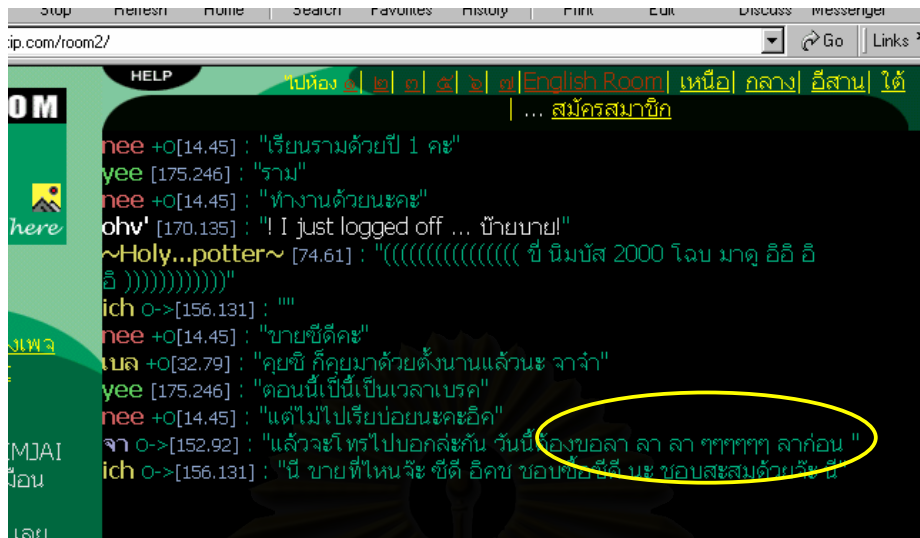 Stop Refresh Home Search Favorites History Print Edit Discuss Messenger
tip.com/room2/ Go Links
HELP
ไปห้อง ๑| ๒| ๓| ๕| ๖| ๗|English Room| เหนือ| กลาง| อีสาน| ใต้
| ... สมัครสมาชิก
OM
here
nee +o[14.45] : "เรียนรามด้วยปี 1 คะ"
yee [175.246] : "ราม"
nee +o[14.45] : "ทำงานด้วยนะคะ"
ohv' [170.135] : "! I just logged off ... บ๊ายบาย!"
~Holy...potter~ [74.61] : "(((((((((((((((( ขี่ นิมบัส 2000 โฉบ มาดู อิอิ อิ
อิ ))))))))))))"
ich o->[156.131] : ""
nee +o[14.45] : "ขายซีดีคะ"
เบล +o[32.79] : "คุยซิ ก็คุยมาด้วยตั้งนานแล้วนะ จาจ๋า"
yee [175.246] : "ตอนนี้เป็นี้เป็นเวลาเบรค"
nee +o[14.45] : "แต่ไม่ไปเรียบ่อยนะคะอิค"
จา o->[152.92] : "แล้วจะโทรไปบอกล่ะกัน วันนี้ต้องขอลา ลา ลา ๆๆๆๆๆ ลาก่อน "
ich o->[156.131] : "นี ขายที่ไหนจ๊ะ ซีดี อิคช ชอบซื้อซีดี นะ ชอบสะสมด้วยจ๊ะ นี"
งเพจ
[M]AI
มือน
เลย